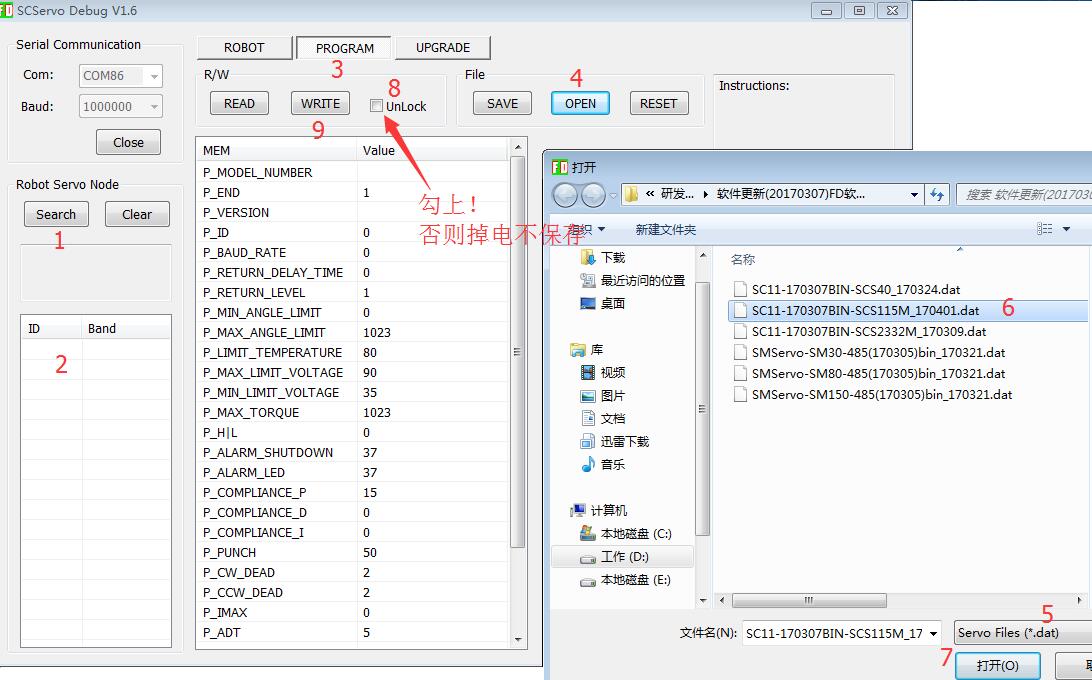 SCServo Debug V1.6
Serial Communication
Com: COM86
Baud: 1000000
Close
Robot Servo Node
Search Clear
1
ID Band
2
ROBOT PROGRAM UPGRADE
3
R/W
READ WRITE UnLock
8
9
File
4
SAVE OPEN RESET
Instructions:
勾上！
否则掉电不保存
MEM Value
P_MODEL_NUMBER
P_END 1
P_VERSION
P_ID 0
P_BAUD_RATE 0
P_RETURN_DELAY_TIME 0
P_RETURN_LEVEL 1
P_MIN_ANGLE_LIMIT 0
P_MAX_ANGLE_LIMIT 1023
P_LIMIT_TEMPERATURE 80
P_MAX_LIMIT_VOLTAGE 90
P_MIN_LIMIT_VOLTAGE 35
P_MAX_TORQUE 1023
P_H|L 0
P_ALARM_SHUTDOWN 37
P_ALARM_LED 37
P_COMPLIANCE_P 15
P_COMPLIANCE_D 0
P_COMPLIANCE_I 0
P_PUNCH 50
P_CW_DEAD 2
P_CCW_DEAD 2
P_IMAX 0
P_ADT 5
打开
« 研发... 软件更新(20170307)FD软...
搜索 软件更新(2017030
织 新建文件夹
下载
最近访问的位置
桌面
库
视频
图片
文档
迅雷下载
音乐
计算机
本地磁盘 (C:)
工作 (D:)
本地磁盘 (E:)
名称
SC11-170307BIN-SCS40_170324.dat
SC11-170307BIN-SCS115M_170401.dat 6
SC11-170307BIN-SCS2332M_170309.dat
SMServo-SM30-485(170305)bin_170321.dat
SMServo-SM80-485(170305)bin_170321.dat
SMServo-SM150-485(170305)bin_170321.dat
5
文件名(N): SC11-170307BIN-SCS115M_17 Servo Files (*.dat)
7 打开(O)